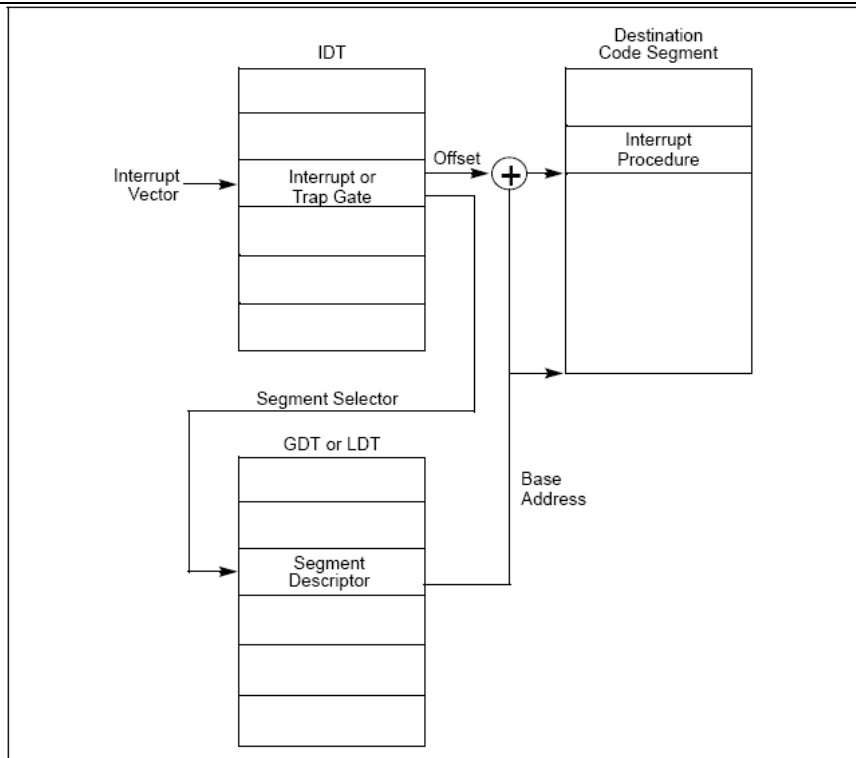 IDT
Destination
Code Segment
Interrupt
Vector
Interrupt or
Trap Gate
Offset
+
Interrupt
Procedure
Segment Selector
GDT or LDT
Segment
Descriptor
Base
Address